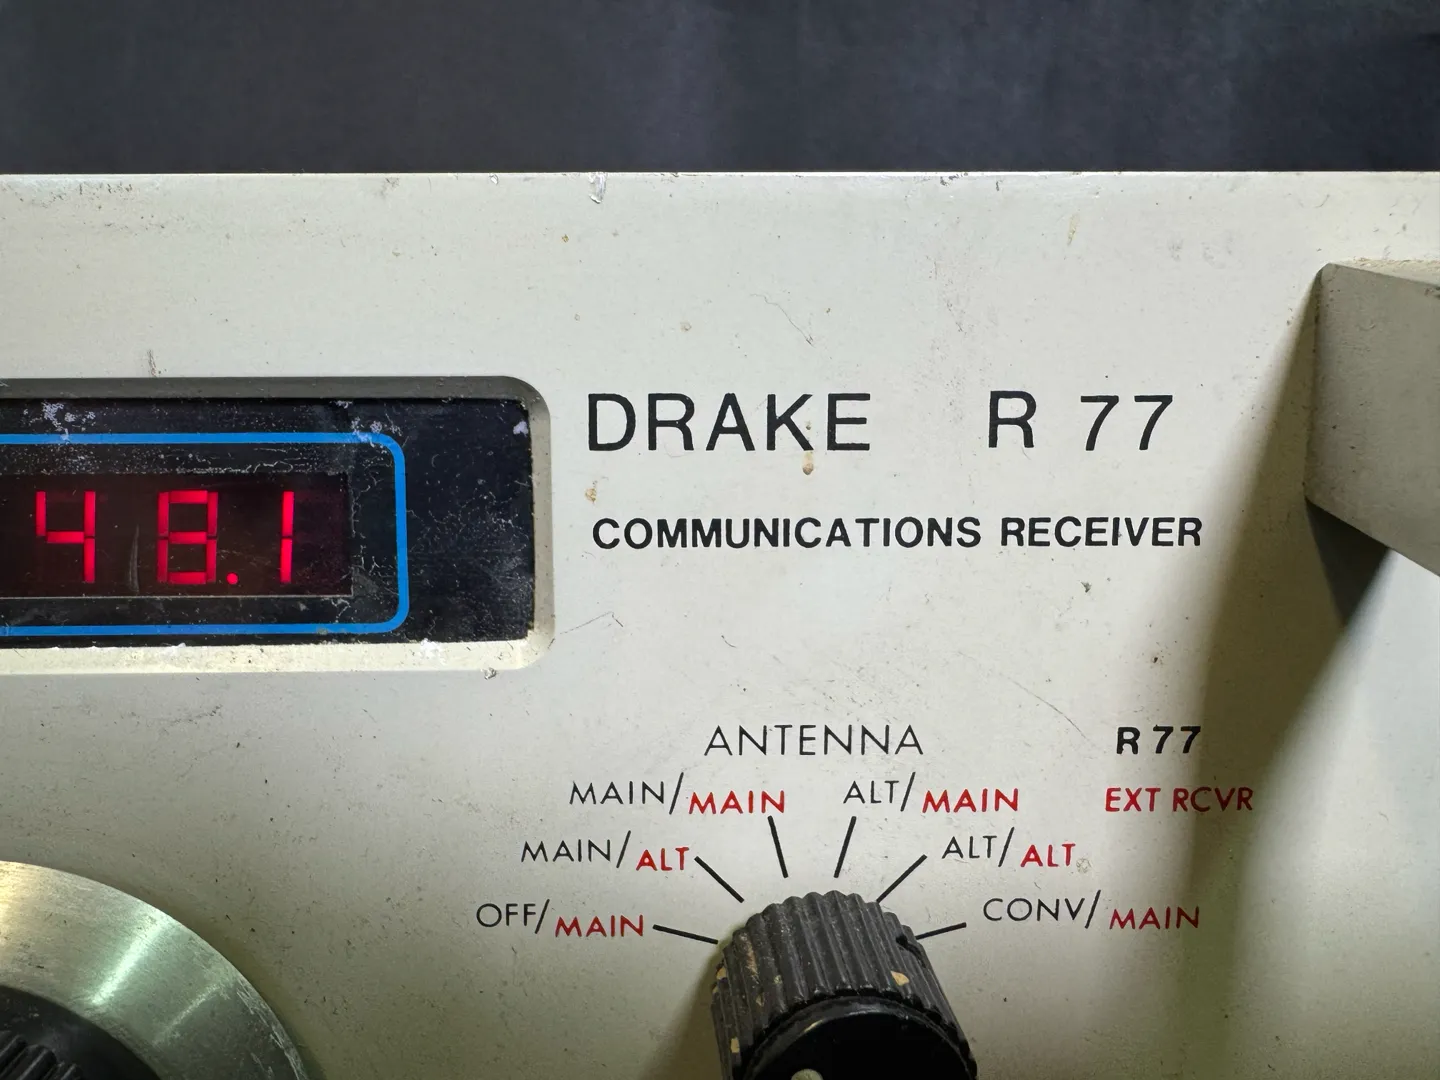 DRAKE R 77
48.1
COMMUNICATIONS RECEIVER
ANTENNA R 77
MAIN/MAIN ALT/MAIN EXT RCVR
MAIN/ALT ALT/ALT
OFF/MAIN CONV/MAIN